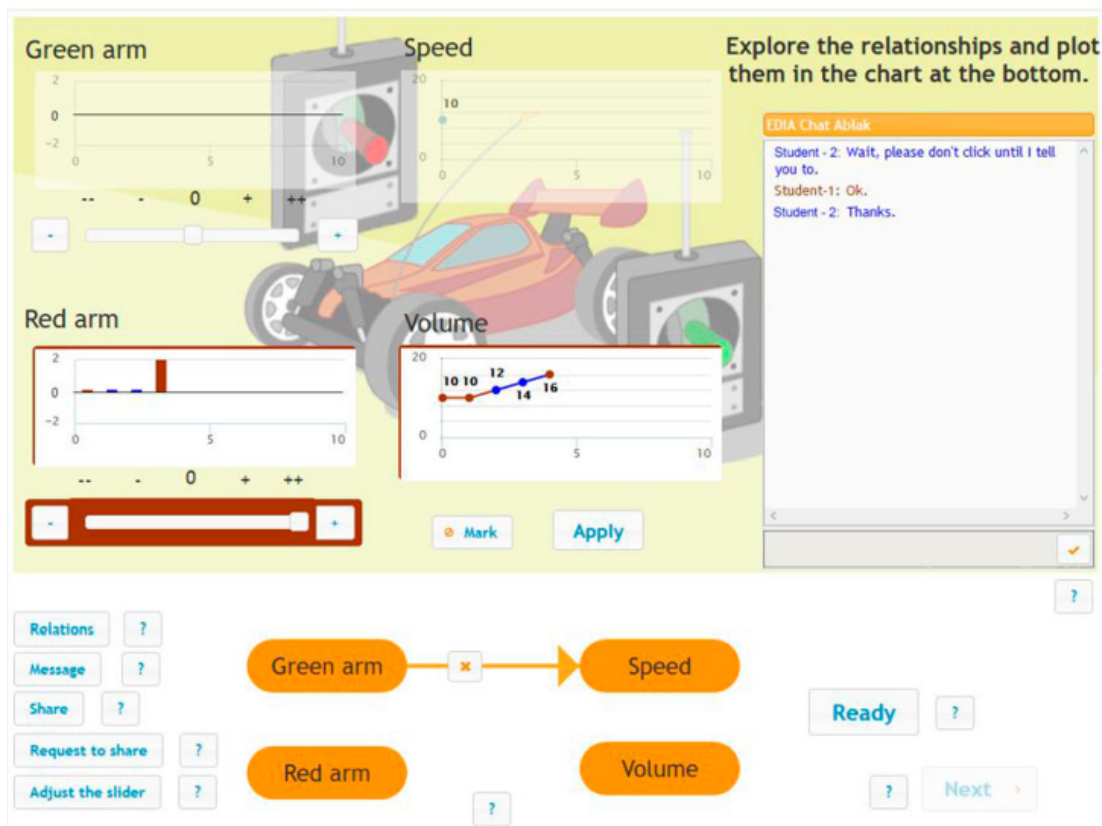 Green arm
2
0
-2
0 5 10
-- - 0 + ++
- +
Speed
20
10
0
0 5 10
Explore the relationships and plot
them in the chart at the bottom.
EDIA Chat Ablak
Student - 2: Wait, please don't click until I tell
you to.
Student-1: Ok.
Student - 2: Thanks.
Red arm
2
0
-2
0 5 10
-- - 0 + ++
- +
Volume
20
10 10 12 14 16
0
0 5 10
Mark
Apply
?
Relations ?
Message ?
Share ?
Request to share ?
Adjust the slider ?
Green arm
Speed
Red arm
Volume
?
Ready ?
? Next